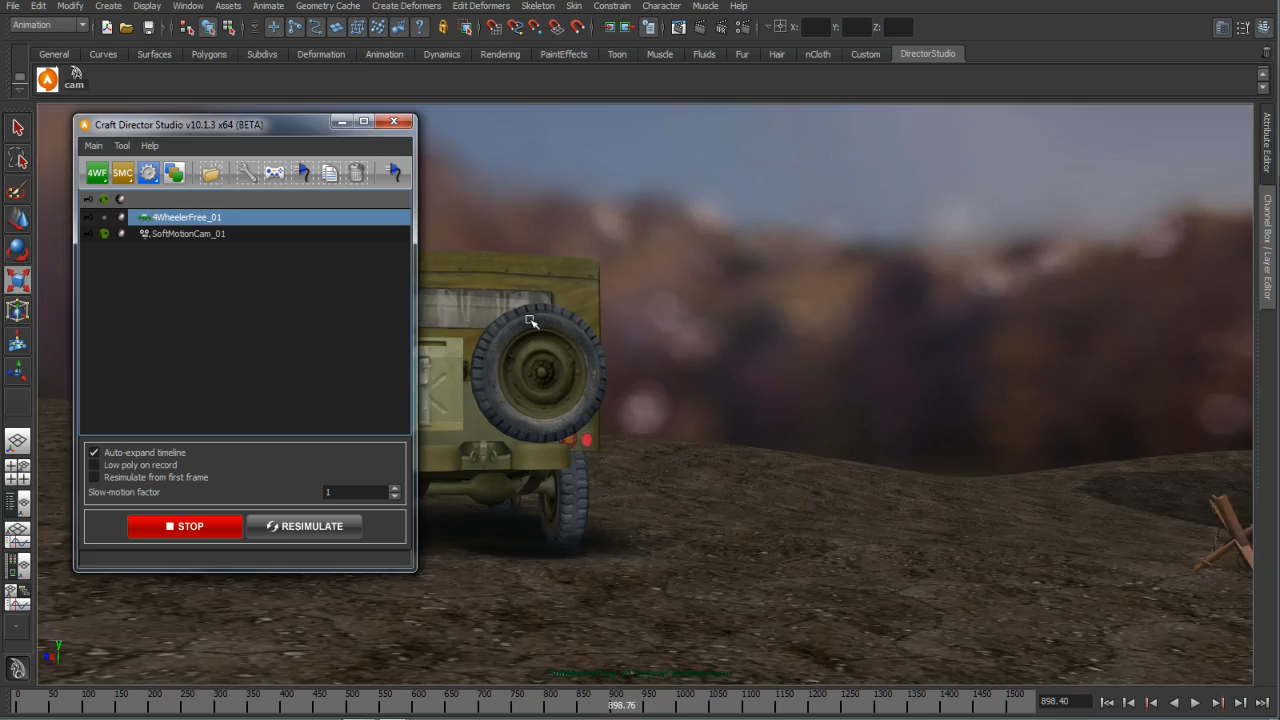 File Edit Modify Create Display Window Assets Animate Geometry Cache Create Deformers Edit Deformers Skeleton Skin Constrain Character Muscle Help
Animation X: Y: Z:
General Curves Surfaces Polygons Subdivs Deformation Animation Dynamics Rendering PaintEffects Toon Muscle Fluids Fur Hair nCloth Custom DirectorStudio
cam
Craft Director Studio v10.1.3 x64 (BETA)
Main Tool Help
4WF SMC
4WheelerFree_01
SoftMotionCam_01
Auto-expand timeline
Low poly on record
Resimulate from first frame
Slow-motion factor 1
STOP RESIMULATE
Attribute Editor
Channel Box / Layer Editor
y
0 50 100 150 200 250 300 350 400 450 500 550 600 650 700 750 800 850 900 950 1000 1050 1100 1150 1200 1250 1300 1350 1400 1450 1500
898.76
898.40